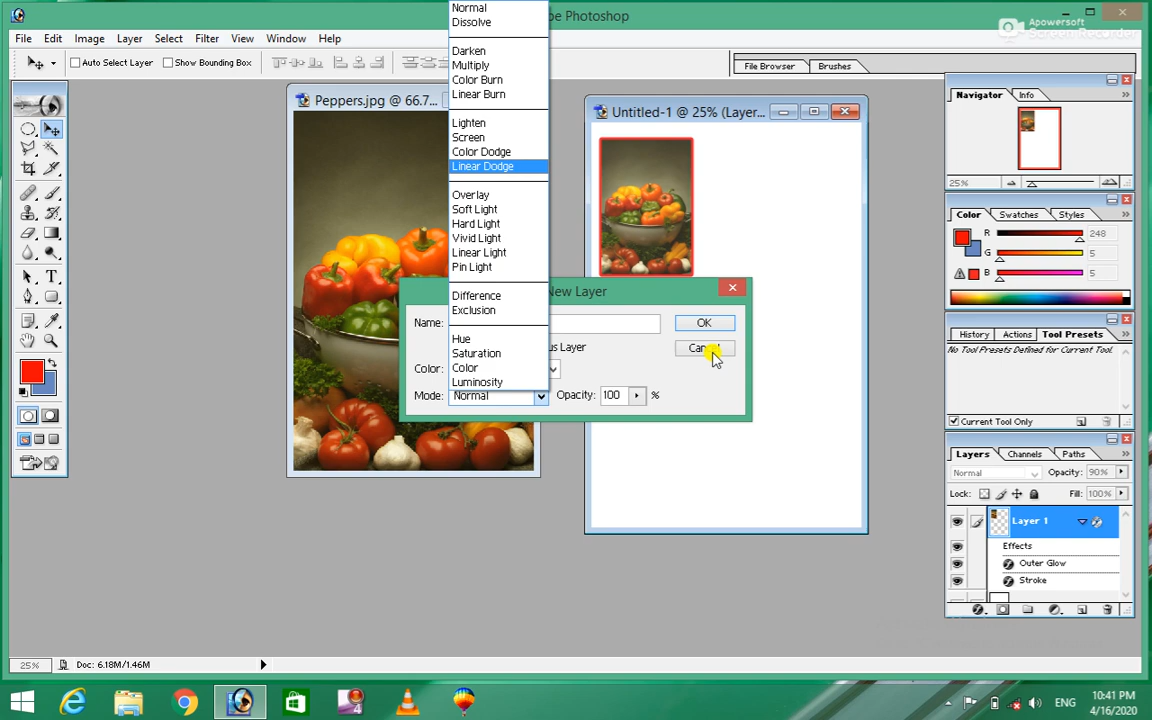 dobe Photoshop
Apowersoft
Screen Recorder
File Edit Image Layer Select Filter View Window Help
Auto Select Layer Show Bounding Box
File Browser Brushes
Peppers.jpg @ 66.7...
Untitled-1 @ 25% (Layer...
Normal
Dissolve
Darken
Multiply
Color Burn
Linear Burn
Lighten
Screen
Color Dodge
Linear Dodge
Overlay
Soft Light
Hard Light
Vivid Light
Linear Light
Pin Light
Difference
Exclusion
Hue
Saturation
Color
Luminosity
New Layer
Name:
OK
us Layer
Color:
Mode: Normal Opacity: 100 %
Navigator Info
25%
Color Swatches Styles
R 248
G 5
B 5
History Actions Tool Presets
No Tool Presets Defined for Current Tool.
Current Tool Only
Layers Channels Paths
Normal Opacity: 90%
Lock: Fill: 100%
Layer 1
Effects
Outer Glow
Stroke
25% Doc: 6.18M/1.46M
4
ENG
10:41 PM
4/16/2020